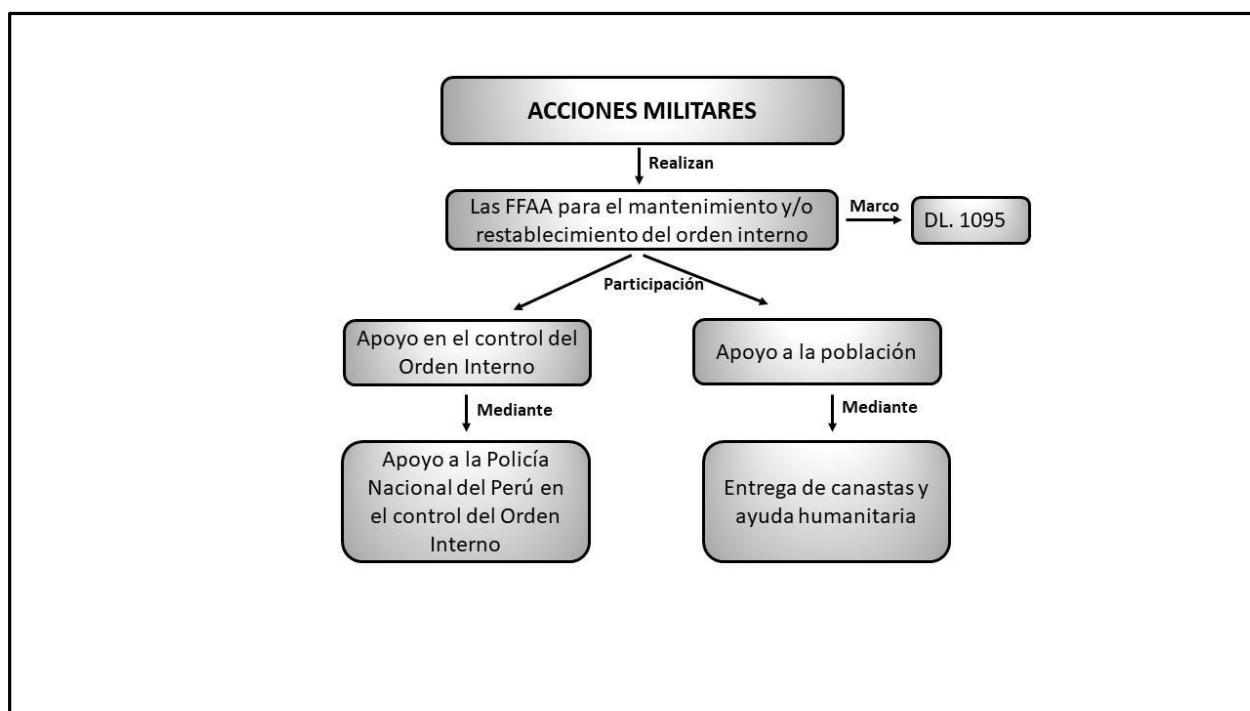 ACCIONES MILITARES
Realizan
Las FFAA para el mantenimiento y/o
restablecimiento del orden interno
Marco
DL. 1095
Participación
Apoyo en el control del
Orden Interno
Apoyo a la población
Mediante
Mediante
Apoyo a la Policía
Nacional del Perú en
el control del Orden
Interno
Entrega de canastas y
ayuda humanitaria